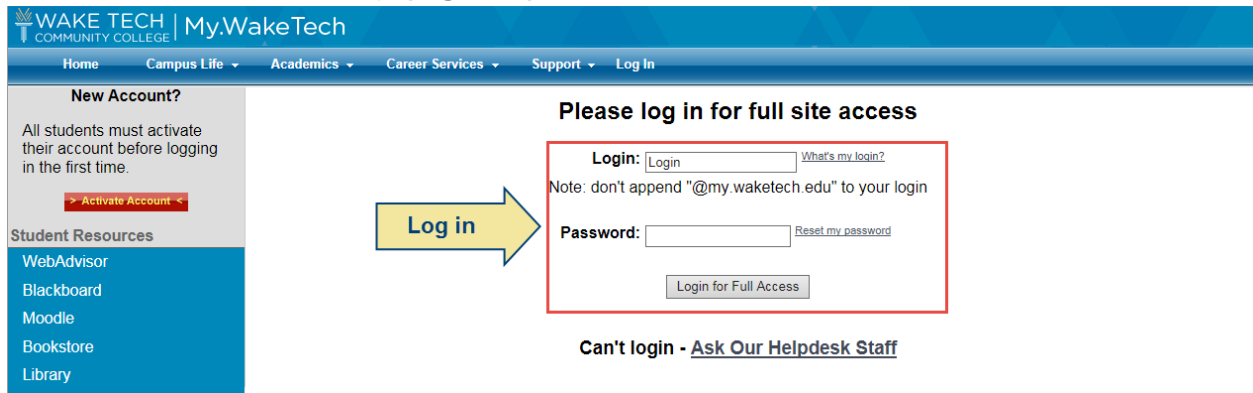 WAKE TECH
COMMUNITY COLLEGE
My.WakeTech
Home Campus Life Academics Career Services Support Log In
New Account?
All students must activate
their account before logging
in the first time.
> Activate Account <
Student Resources
WebAdvisor
Blackboard
Moodle
Bookstore
Library
Please log in for full site access
Login: Login What's my login?
Note: don't append "@my.waketech.edu" to your login
Log in
Password: Reset my password
Login for Full Access
Can't login - Ask Our Helpdesk Staff